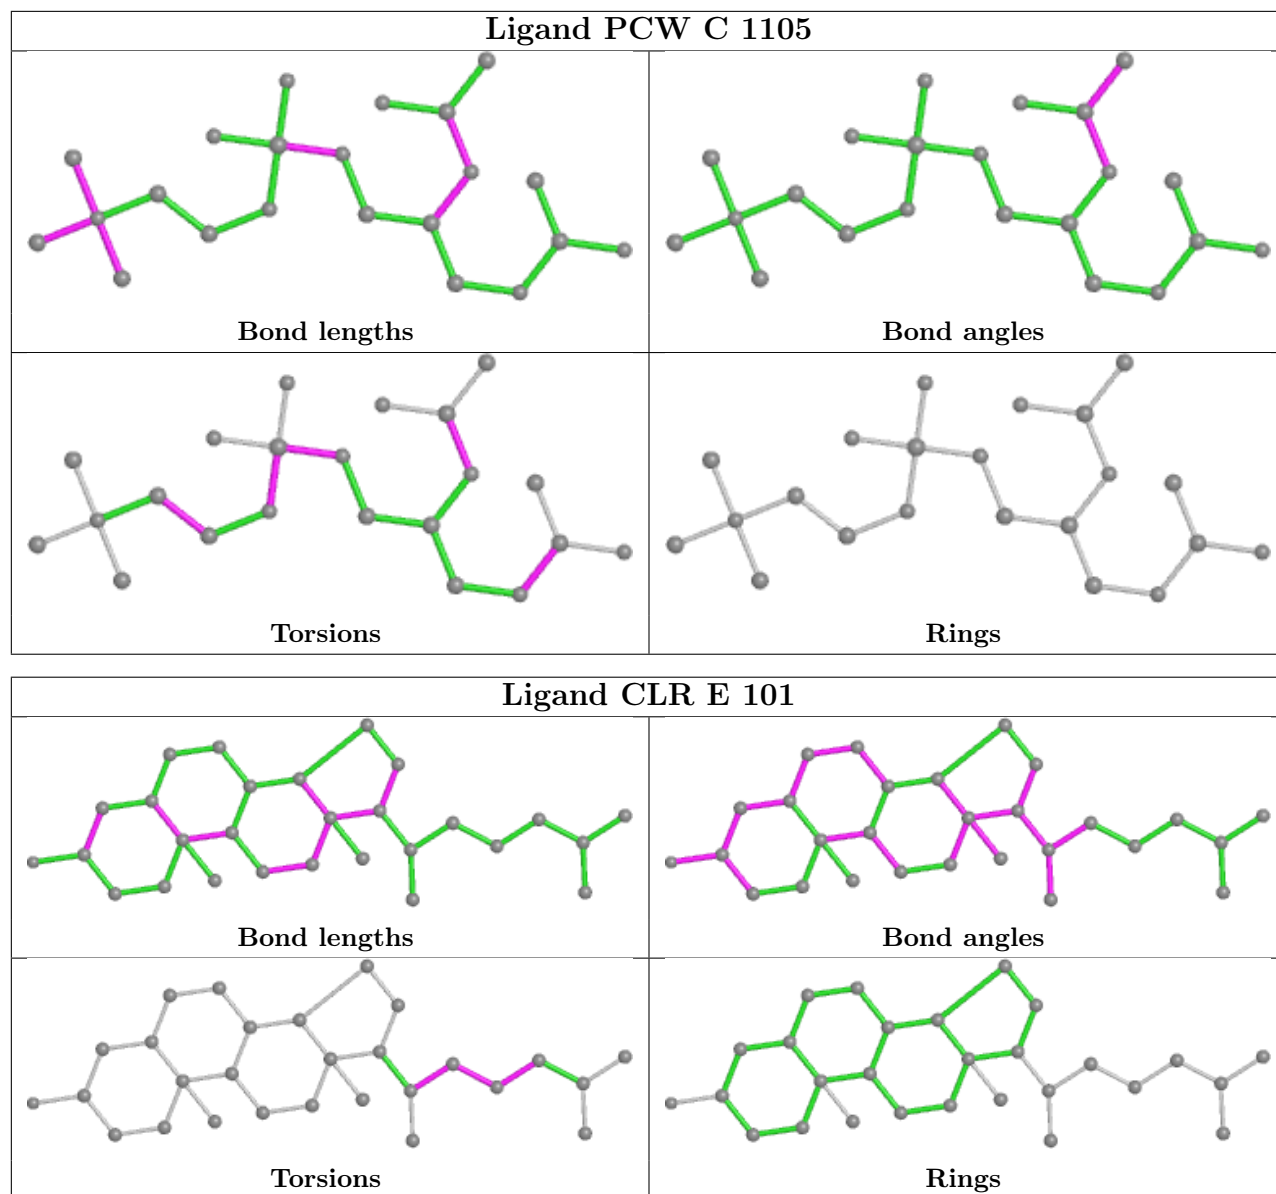 Ligand PCW C 1105
Bond lengths
Bond angles
Torsions
Rings
Ligand CLR E 101
Bond lengths
Bond angles
Torsions
Rings